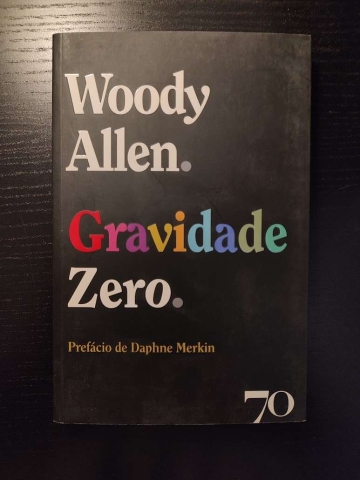 Woody
Allen.
Gravidade
Zero.
Prefácio de Daphne Merkin
70